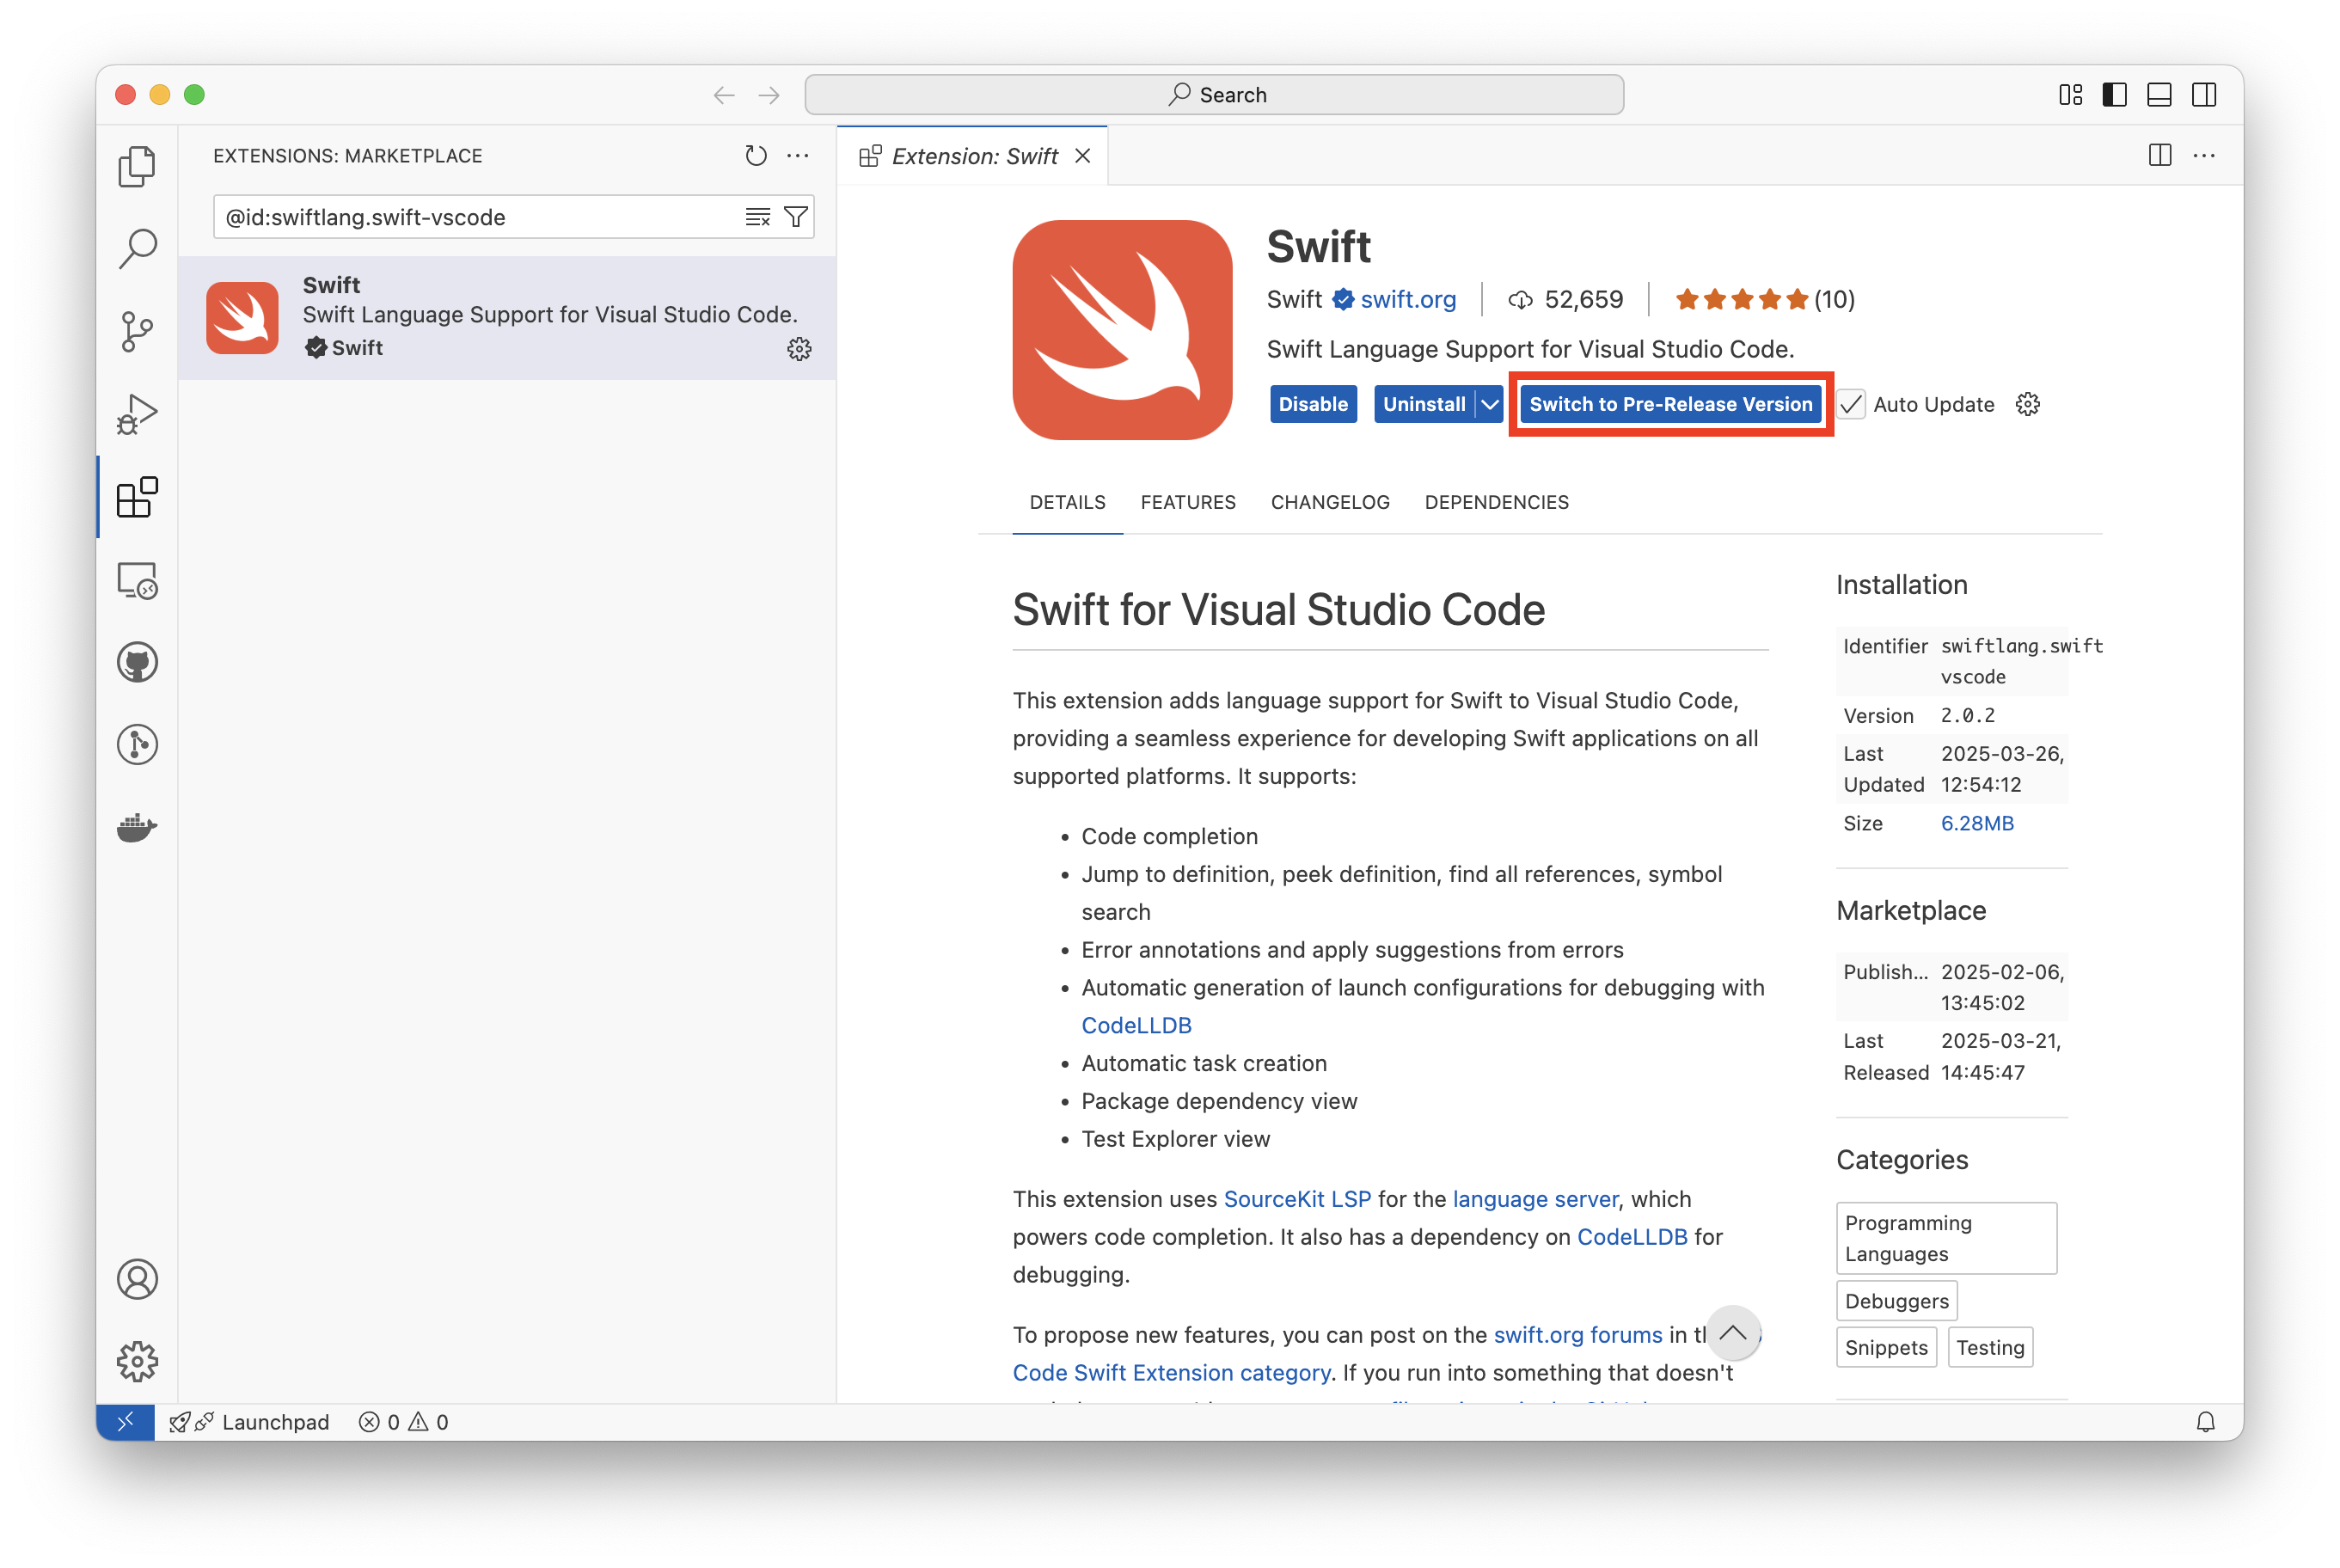 Search
EXTENSIONS: MARKETPLACE
@id:swiftlang.swift-vscode
Swift
Swift Language Support for Visual Studio Code.
Swift
Extension: Swift
Swift
Swift swift.org 52,659 (10)
Swift Language Support for Visual Studio Code.
Disable Uninstall Switch to Pre-Release Version Auto Update
DETAILS FEATURES CHANGELOG DEPENDENCIES
Swift for Visual Studio Code
This extension adds language support for Swift to Visual Studio Code,
providing a seamless experience for developing Swift applications on all
supported platforms. It supports:
• Code completion
• Jump to definition, peek definition, find all references, symbol
search
• Error annotations and apply suggestions from errors
• Automatic generation of launch configurations for debugging with
CodeLLDB
• Automatic task creation
• Package dependency view
• Test Explorer view
This extension uses SourceKit LSP for the language server, which
powers code completion. It also has a dependency on CodeLLDB for
debugging.
To propose new features, you can post on the swift.org forums in
Code Swift Extension category. If you run into something that doesn't
Installation
Identifier swiftlang.swift
vscode
Version 2.0.2
Last 2025-03-26,
Updated 12:54:12
Size 6.28MB
Marketplace
Publish... 2025-02-06,
13:45:02
Last 2025-03-21,
Released 14:45:47
Categories
Programming
Languages
Debuggers
Snippets Testing
Launchpad 0 0